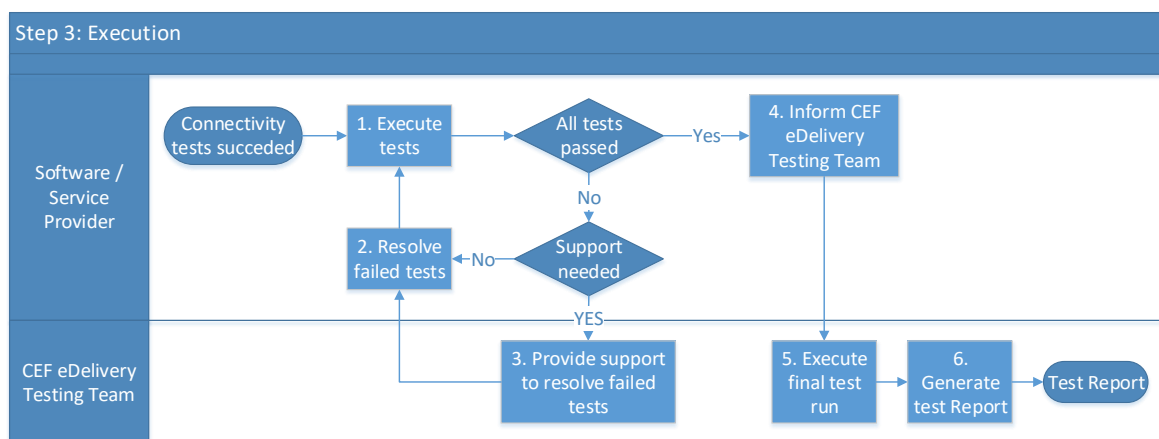 Step 3: Execution
Software /
Service
Provider
Connectivity
tests succeded
1. Execute
tests
All tests
passed
Yes
4. Inform CEF
eDelivery
Testing Team
No
2. Resolve
failed tests
No
Support
needed
YES
CEF eDelivery
Testing Team
3. Provide support
to resolve failed
tests
5. Execute
final test
run
6.
Generate
test Report
Test Report